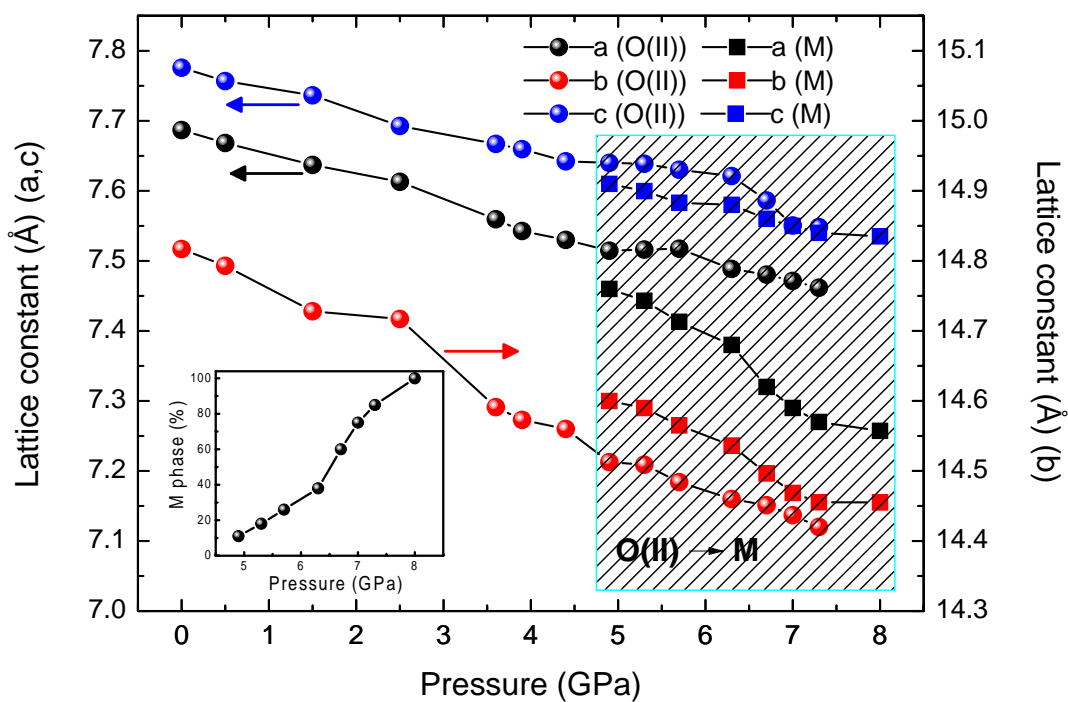 a (O(II)) a (M)
b (O(II)) b (M)
c (O(II)) c (M)
Lattice constant (Å) (a,c)
7.8
7.7
7.6
7.5
7.4
7.3
7.2
7.1
7.0
15.1
15.0
14.9
14.8
14.7
14.6
14.5
14.4
14.3
Lattice constant (Å) (b)
M phase (%)
100
80
60
40
20
0
5 6 7 8
Pressure (GPa)
O(II) → M
0 1 2 3 4 5 6 7 8
Pressure (GPa)